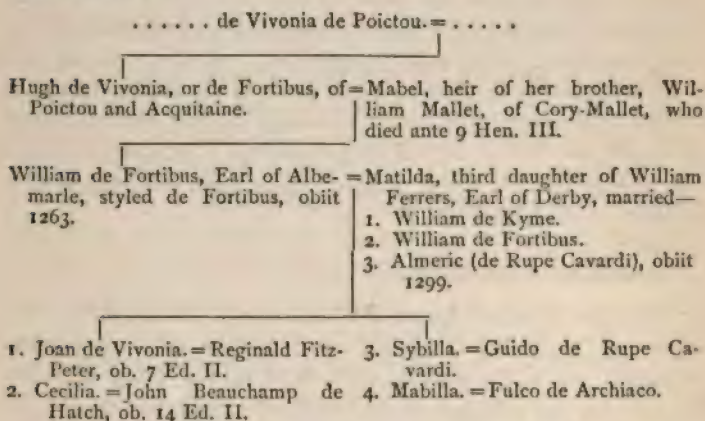 . . . . . . de Vivonia de Poictou. = . . . . .
Hugh de Vivonia, or de Fortibus, of = Mabel, heir of her brother, Wil-
Poictou and Acquitaine.
liam Mallet, of Cory-Mallet, who
died ante 9 Hen. III.
William de Fortibus, Earl of Albe- = Matilda, third daughter of William
marle, styled de Fortibus, obiit
1263.
Ferrers, Earl of Derby, married—
1. William de Kyme.
2. William de Fortibus.
3. Almeric (de Rupe Cavardi), obiit
1299.
1. Joan de Vivonia. = Reginald Fitz-
Peter, ob. 7 Ed. II.
2. Cecilia. = John Beauchamp de
Hatch, ob. 14 Ed. II.
3. Sybilla. = Guido de Rupe Ca-
vardi.
4. Mabilla. = Fulco de Archiaco.